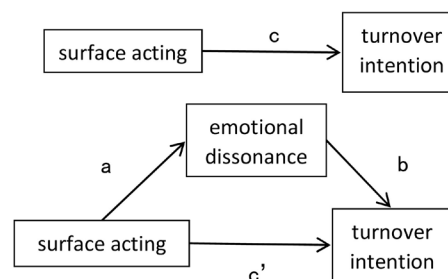 c
turnover
surface acting
intention
emotional
dissonance
a
b
surface acting
turnover
c'
intention